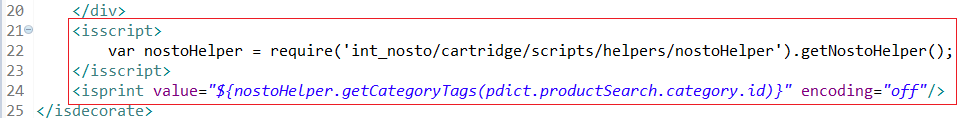 20 </div>
21 <isscript>
22 var nostoHelper = require('int_nosto/cartridge/scripts/helpers/nostoHelper').getNostoHelper();
23 </isscript>
24 <isprint value="${nostoHelper.getCategoryTags(pdict.productSearch.category.id)}" encoding="off"/>
25 </isdecorate>